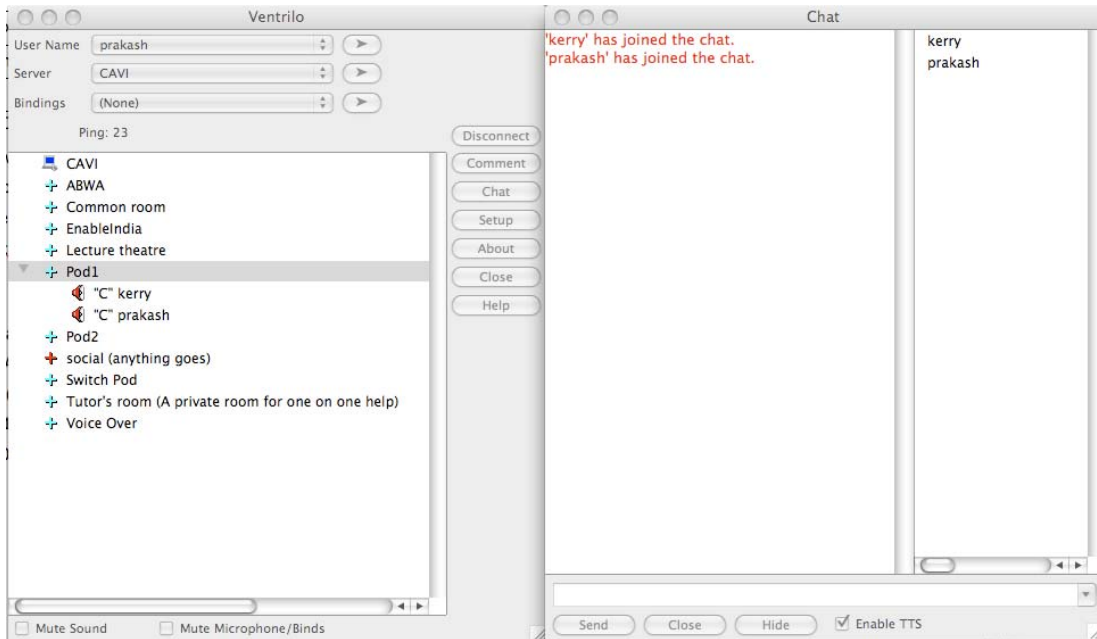 Ventrilo
User Name prakash
Server CAVI
Bindings (None)
Ping: 23
CAVI
ABWA
Common room
EnableIndia
Lecture theatre
Pod1
"C" kerry
"C" prakash
Pod2
social (anything goes)
Switch Pod
Tutor's room (A private room for one on one help)
Voice Over
Disconnect
Comment
Chat
Setup
About
Close
Help
Mute Sound
Mute Microphone/Binds
Chat
'kerry' has joined the chat.
'prakash' has joined the chat.
kerry
prakash
Send
Close
Hide
Enable TTS